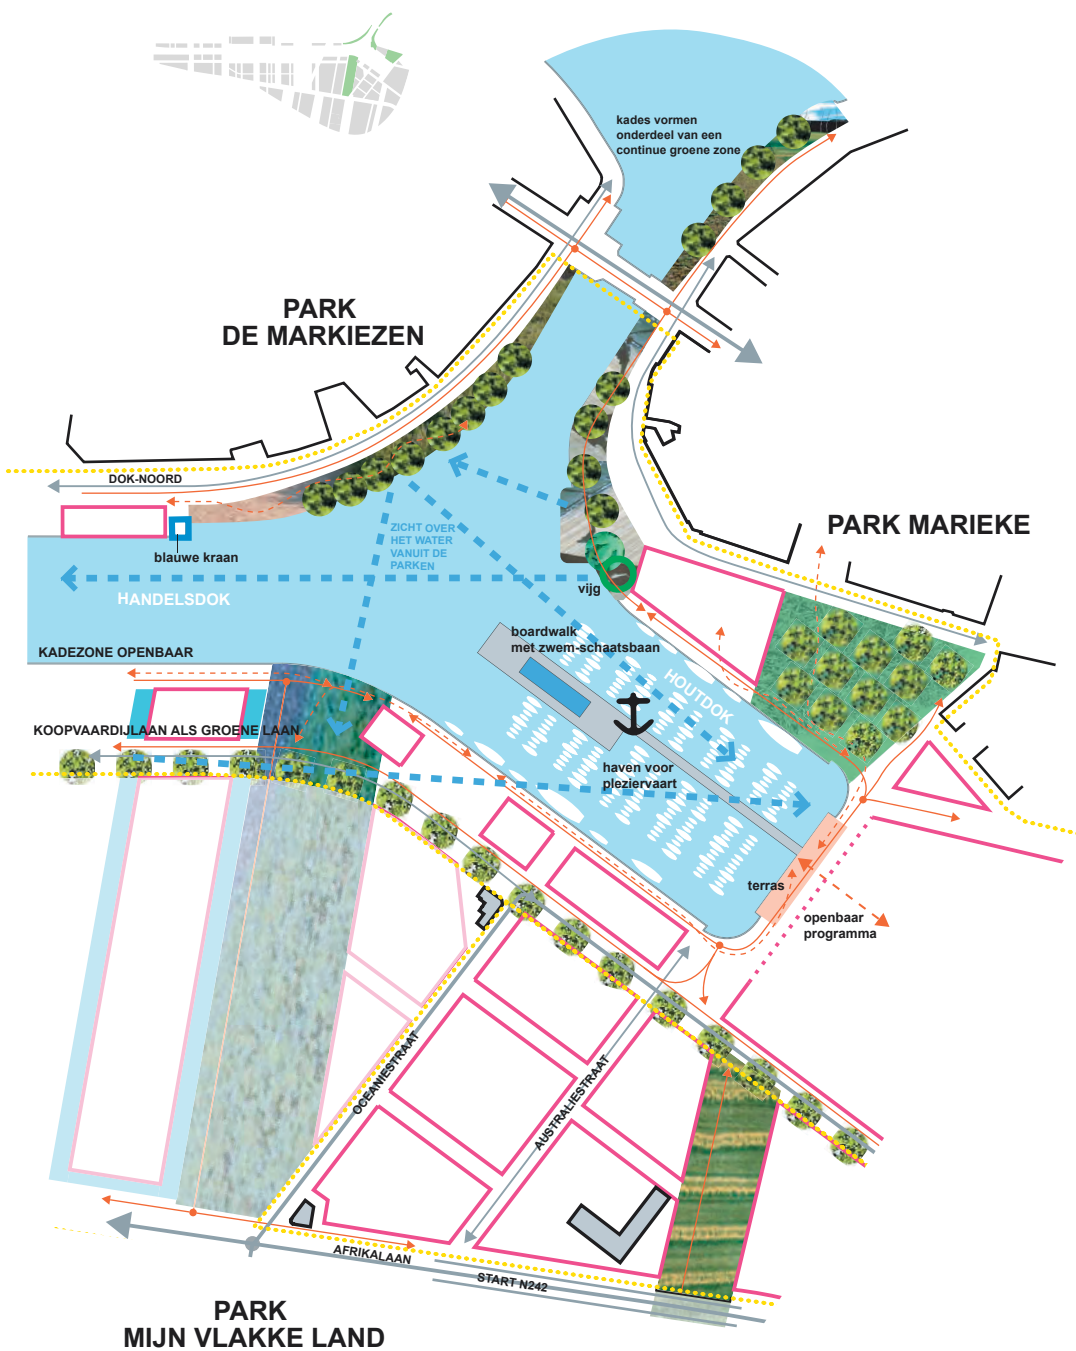 kades vormen
onderdeel van een
continue groene zone
PARK
DE MARKIEZEN
DOK-NOORD
blauwe kraan
ZICHT OVER
HET WATER
VANUIT DE
PARKEN
PARK MARIEKE
vijg
HANDELSDOK
boardwalk
met zwem-schaatsbaan
HOUTDOK
KADEZONE OPENBAAR
KOOPVAARDIJLAAN ALS GROENE LAAN
haven voor
pleziervaart
terras
openbaar
programma
OCEANIESTRAAT
AUSTRALIESTRAAT
AFRIKALAAN
START N242
PARK
MIJN VLAKKE LAND